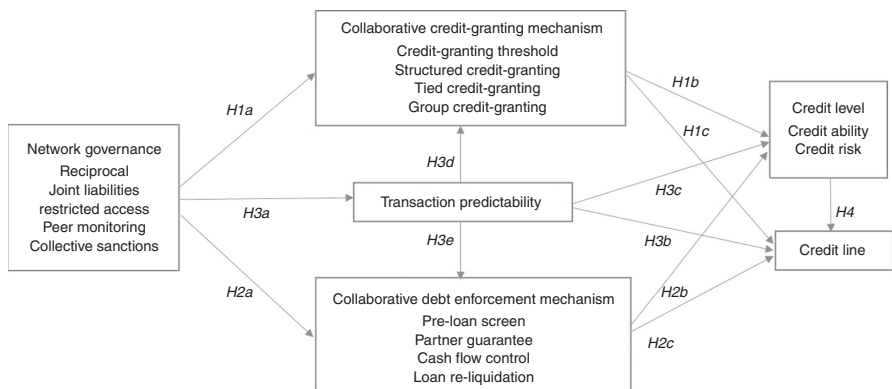 Collaborative credit-granting mechanism
Credit-granting threshold
Structured credit-granting
Tied credit-granting
Group credit-granting
H1a
H1b
H1c
Credit level
Credit ability
Credit risk
Network governance
Reciprocal
Joint liabilities
restricted access
Peer monitoring
Collective sanctions
H3d
H3a
Transaction predictability
H3c
H3b
H4
H3e
Credit line
H2a
Collaborative debt enforcement mechanism
Pre-loan screen
Partner guarantee
Cash flow control
Loan re-liquidation
H2b
H2c